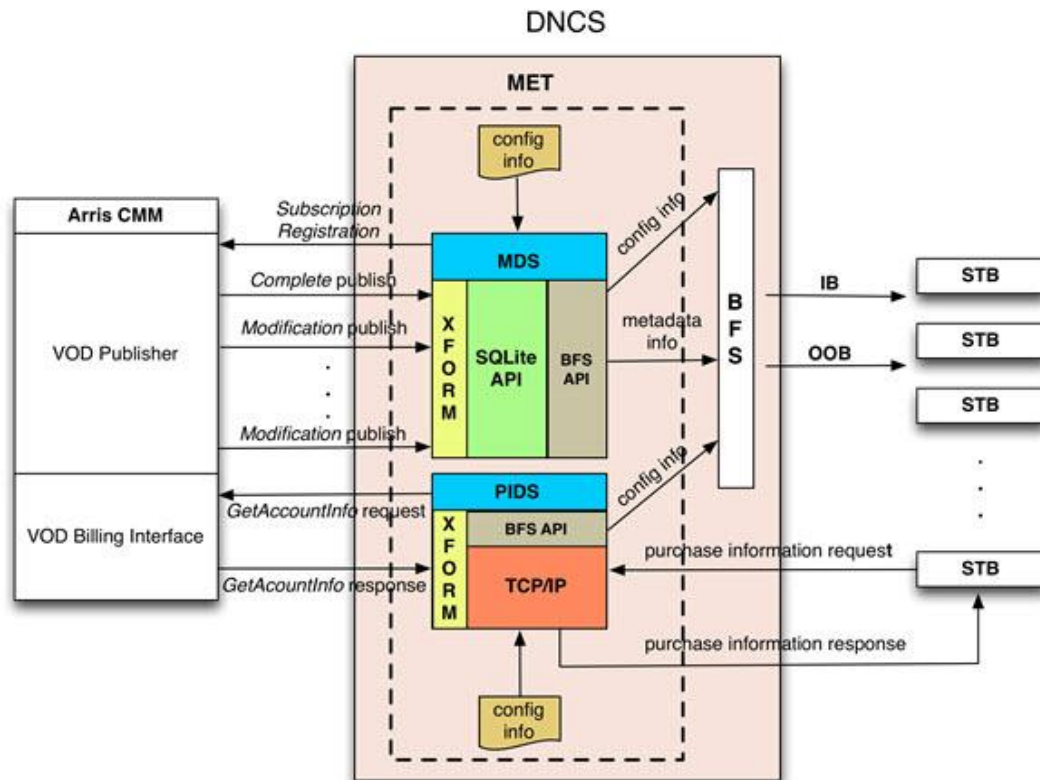 DNCS
MET
config
info
Arris CMM
Subscription
Registration
MDS
config info
Complete publish
X
F
O
R
M
SQLite
API
BFS
API
metadata
info
B
F
S
IB
OOB
STB
STB
STB
VOD Publisher
Modification publish
.
.
.
Modification publish
PIDS
config info
.
.
.
GetAccountInfo request
VOD Billing Interface
X
F
O
R
M
BFS API
TCP/IP
GetAcountInfo response
purchase information request
STB
purchase information response
config
info